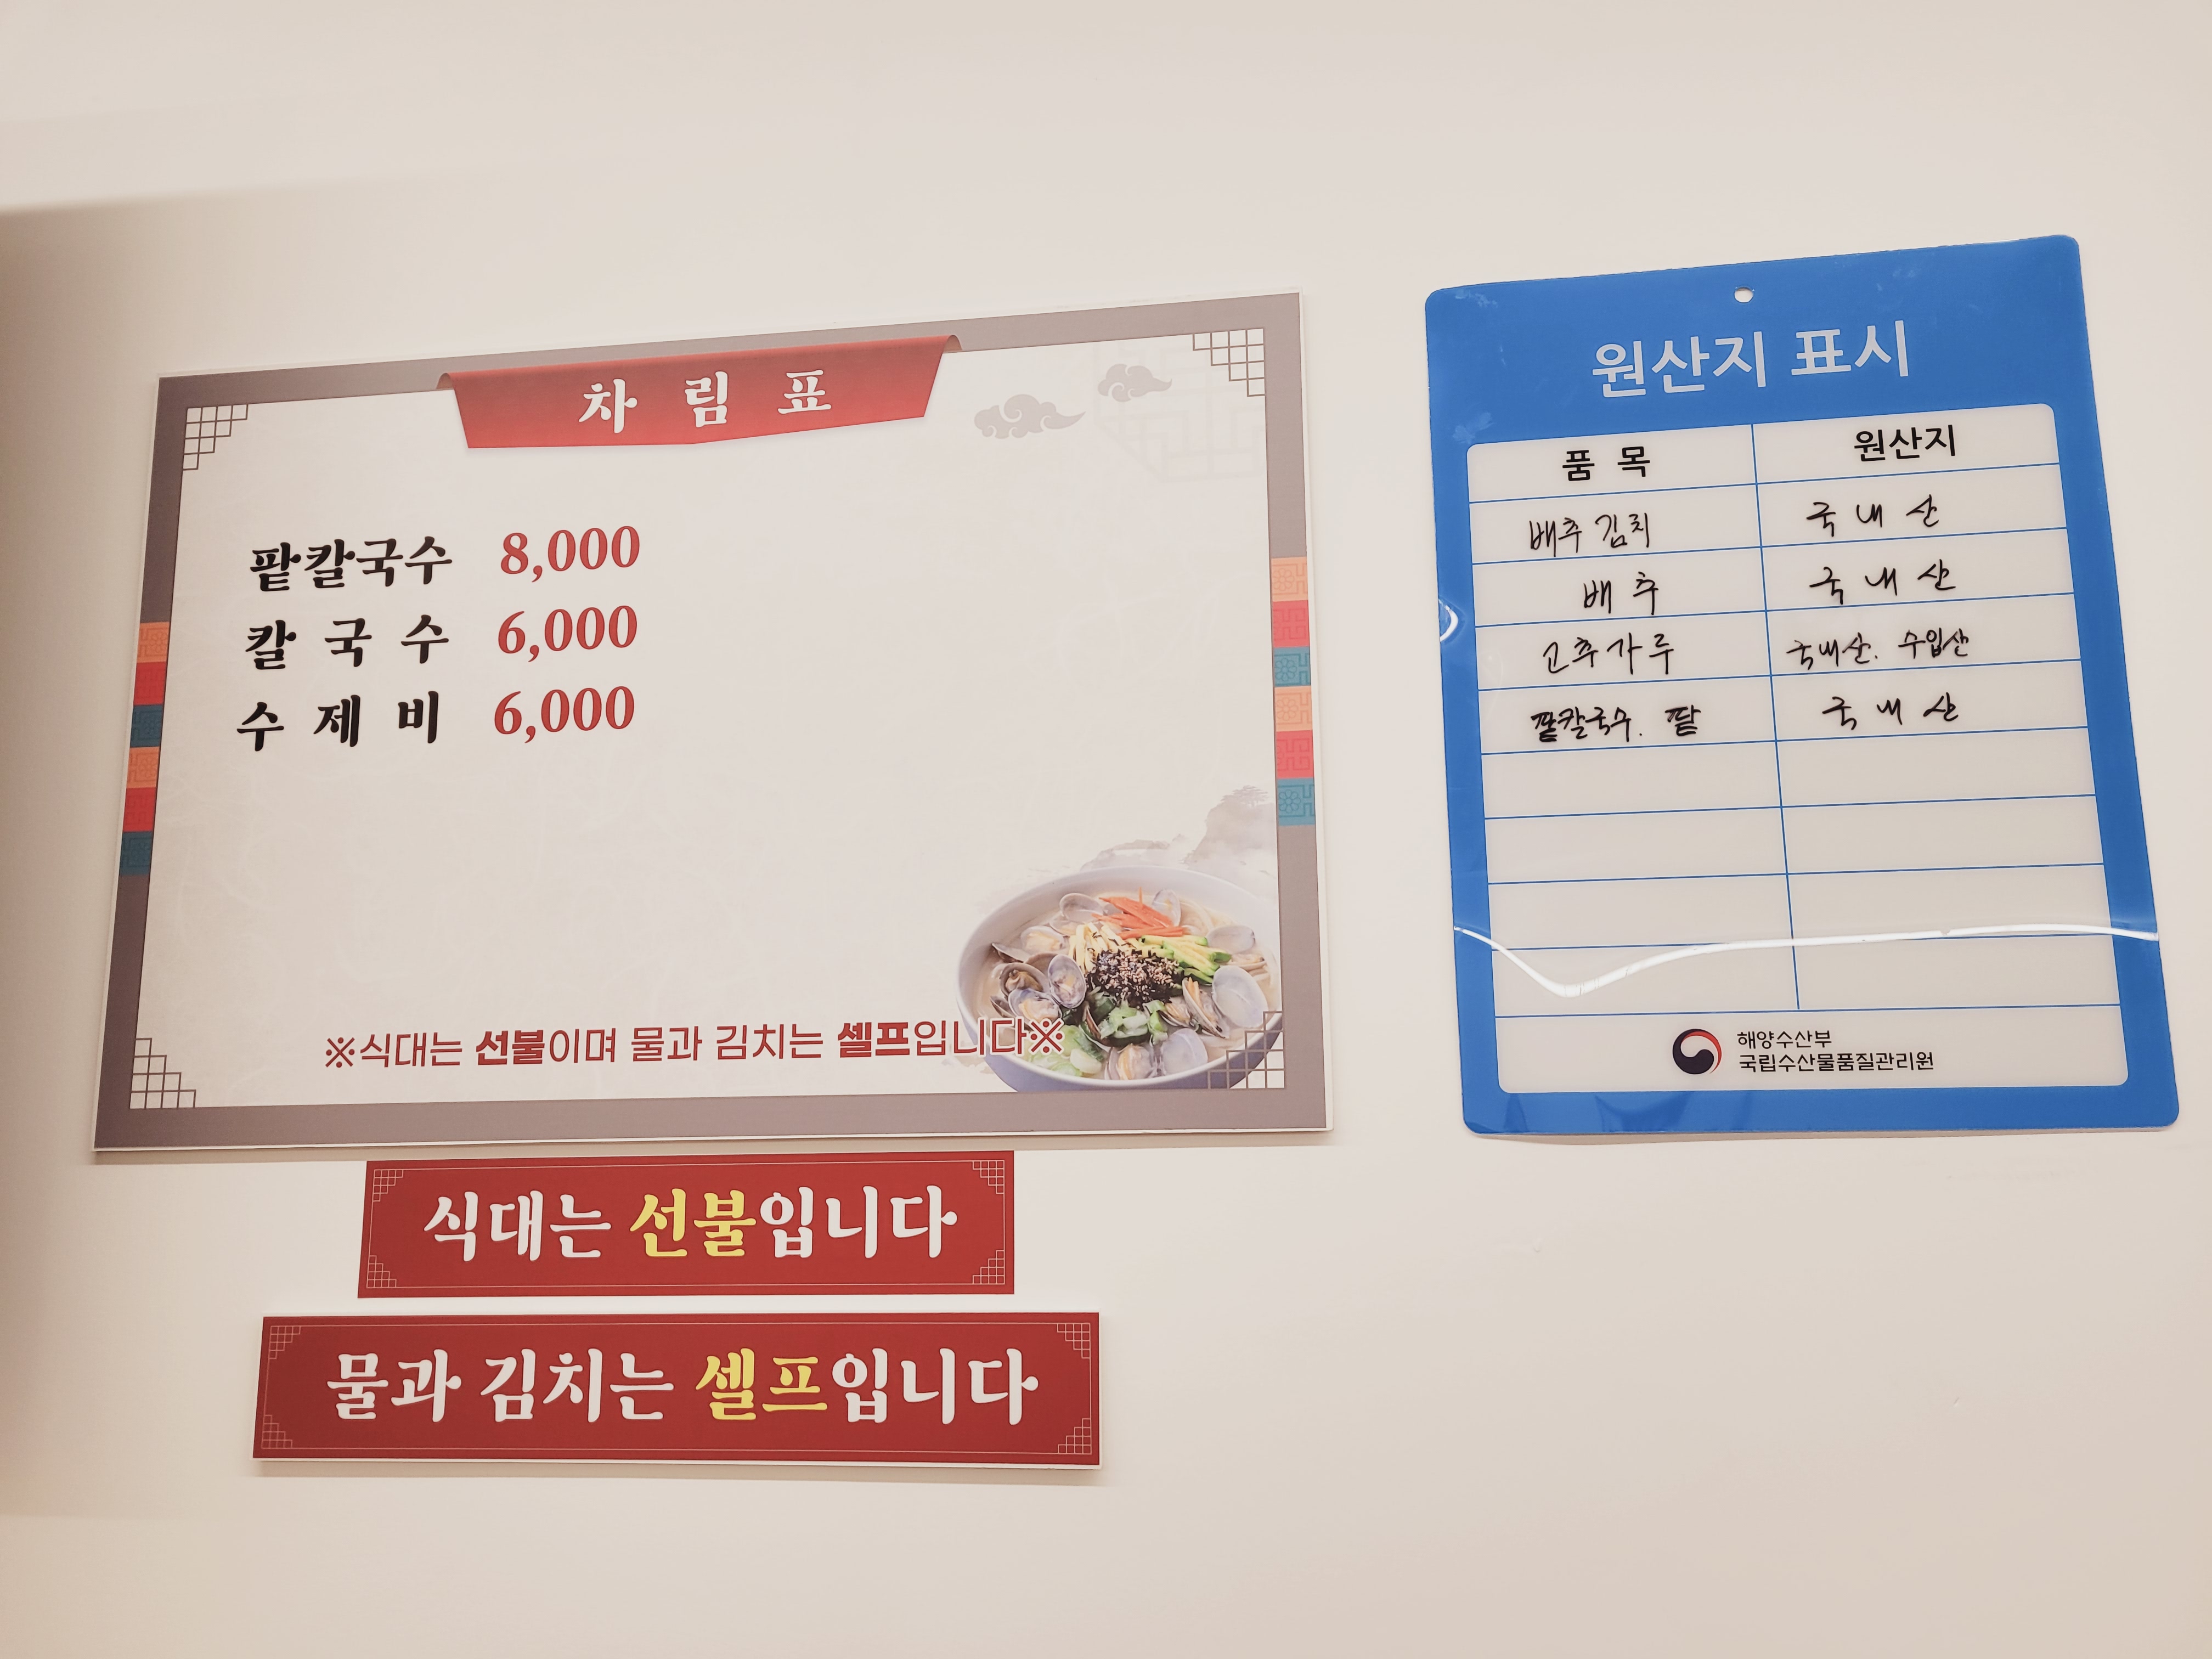 차림표
팥칼국수 8,000
칼국수 6,000
수제비 6,000
※식대는 선불이며 물과 김치는 셀프입니다※
식대는 선불입니다
물과 김치는 셀프입니다
원산지 표시
품목 원산지
배추김치 국내산
배추 국내산
고추가루 국내산. 수입산
팥칼국수. 팥 국내산
해양수산부
국립수산물품질관리원